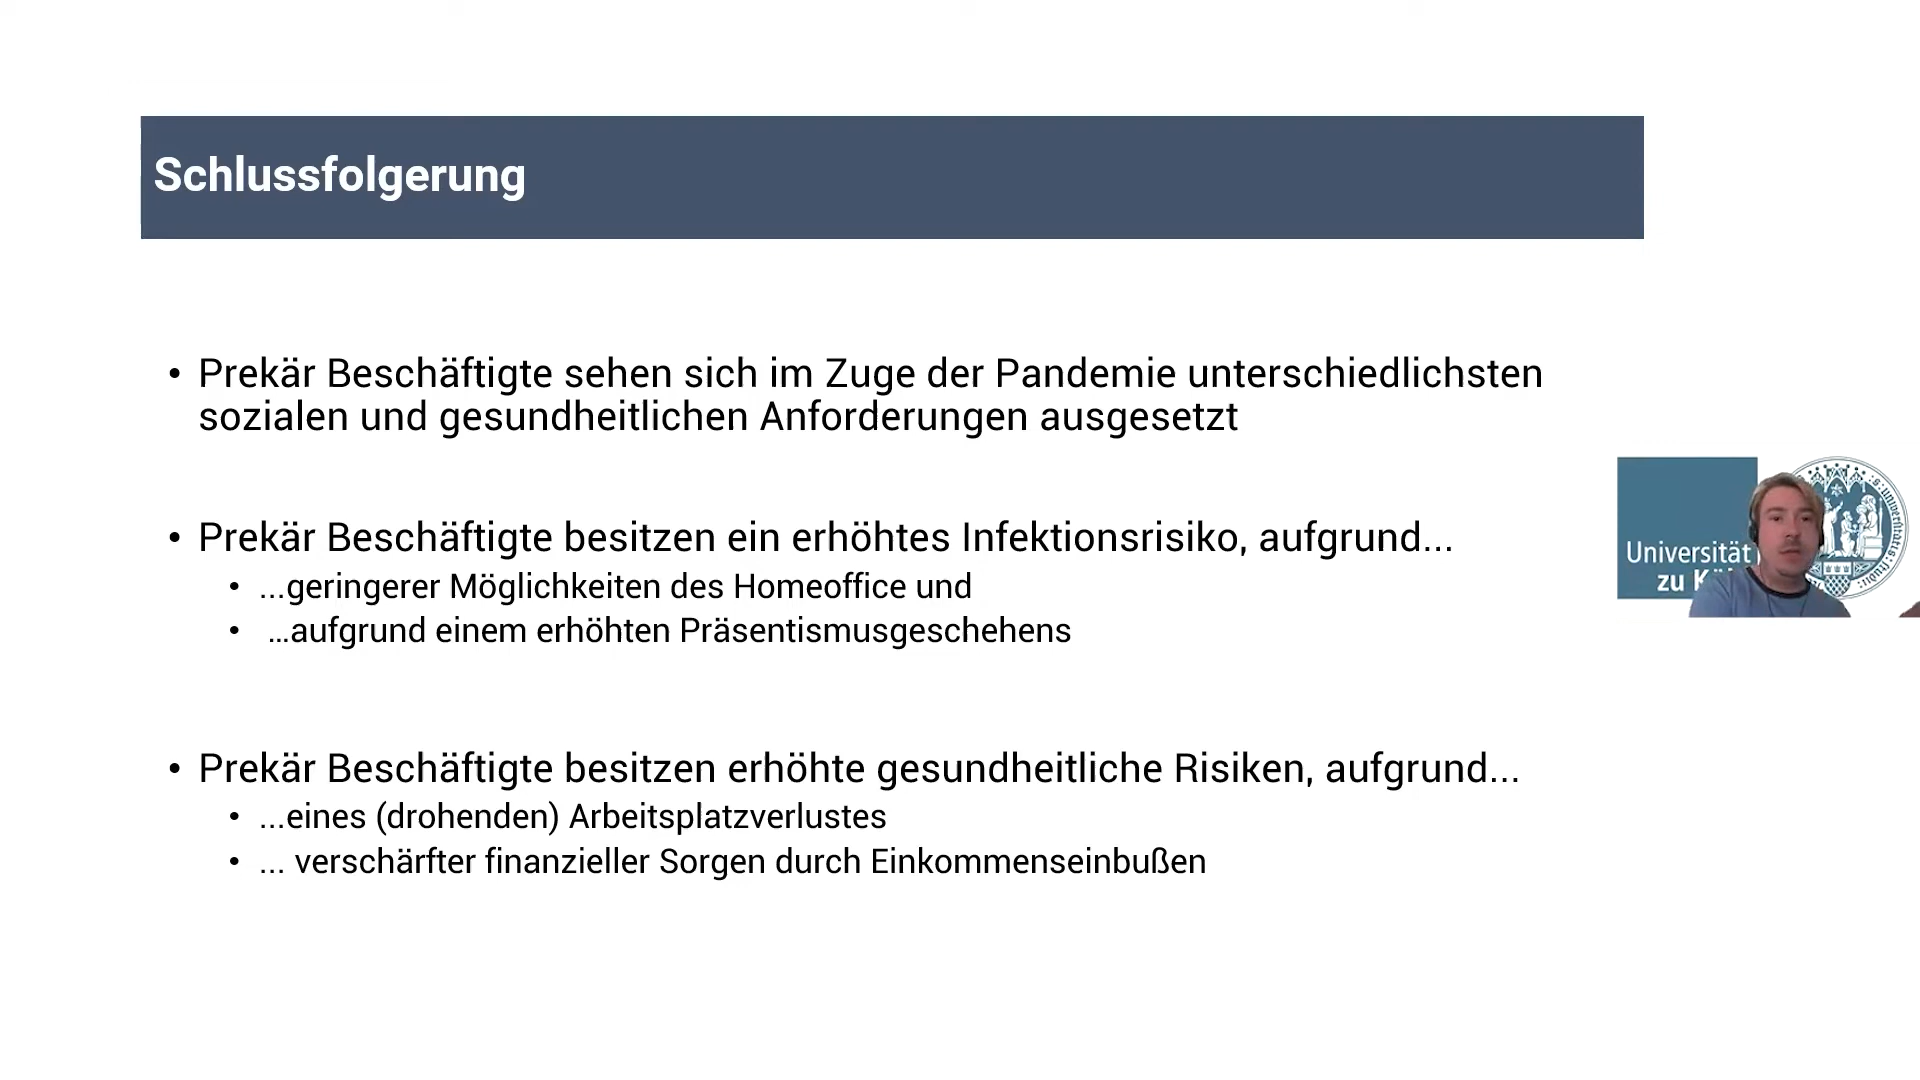 Schlussfolgerung
• Prekär Beschäftigte sehen sich im Zuge der Pandemie unterschiedlichsten
sozialen und gesundheitlichen Anforderungen ausgesetzt
• Prekär Beschäftigte besitzen ein erhöhtes Infektionsrisiko, aufgrund...
• ...geringerer Möglichkeiten des Homeoffice und
• ...aufgrund einem erhöhten Präsentismusgeschehens
• Prekär Beschäftigte besitzen erhöhte gesundheitliche Risiken, aufgrund...
• ...eines (drohenden) Arbeitsplatzverlustes
• ... verschärfter finanzieller Sorgen durch Einkommenseinbußen
Universität
zu